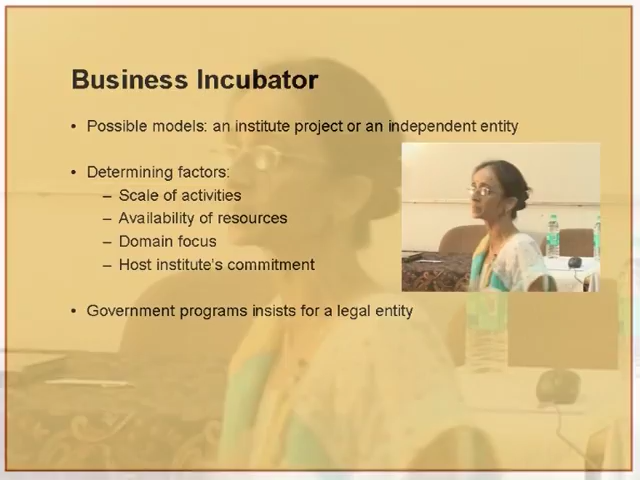 Business Incubator
• Possible models: an institute project or an independent entity
• Determining factors:
– Scale of activities
– Availability of resources
– Domain focus
– Host institute's commitment
• Government programs insists for a legal entity